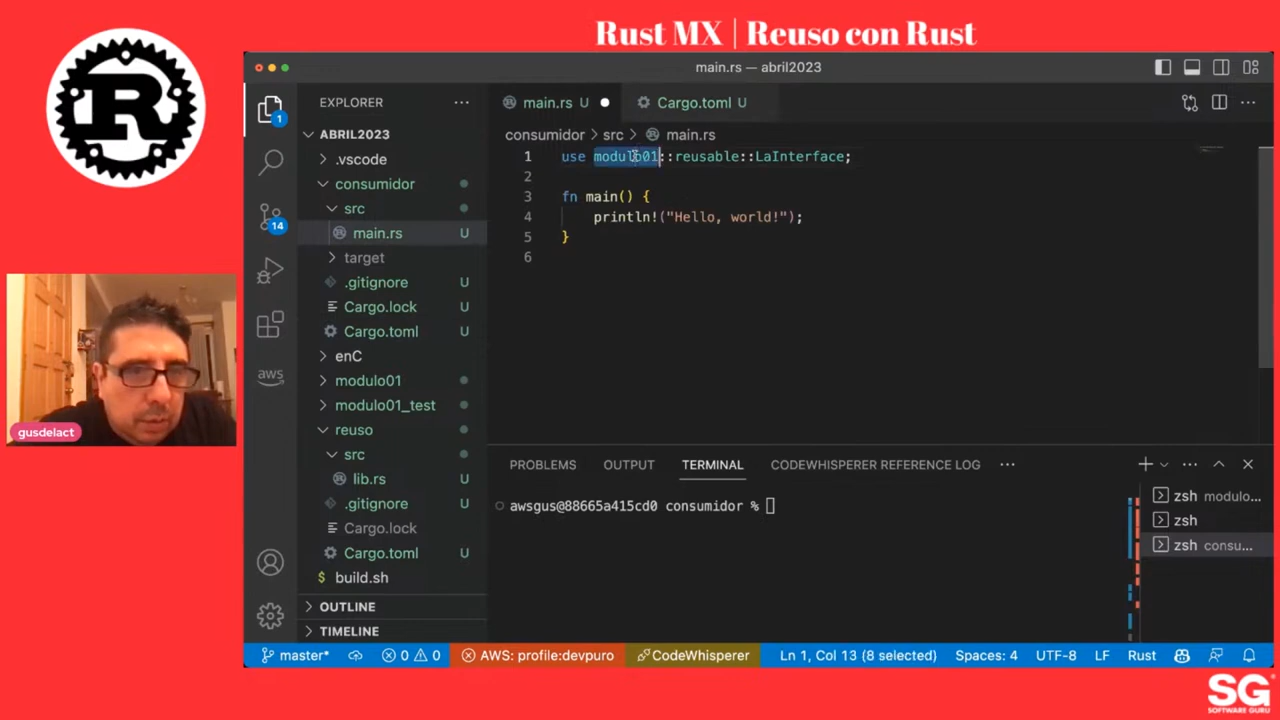 Rust MX | Reuso con Rust
main.rs — abril2023
EXPLORER
ABRIL2023
.vscode
consumidor
src
main.rs U
target
.gitignore U
Cargo.lock U
Cargo.toml U
enC
modulo01
modulo01_test
reuso
src
lib.rs U
.gitignore U
Cargo.lock
Cargo.toml U
build.sh
OUTLINE
TIMELINE
1
14
aws
main.rs U
Cargo.toml U
consumidor > src > main.rs
1 use modulo01::reusable::LaInterface;
2
3 fn main() {
4 println!("Hello, world!");
5 }
6
PROBLEMS OUTPUT TERMINAL CODEWHISPERER REFERENCE LOG
awsgus@88665a415cd0 consumidor %
zsh modulo...
zsh
zsh consu...
gusdelact
master* 0 0 AWS: profile:devpuro CodeWhisperer Ln 1, Col 13 (8 selected) Spaces: 4 UTF-8 LF Rust
SG
SOFTWARE GURU